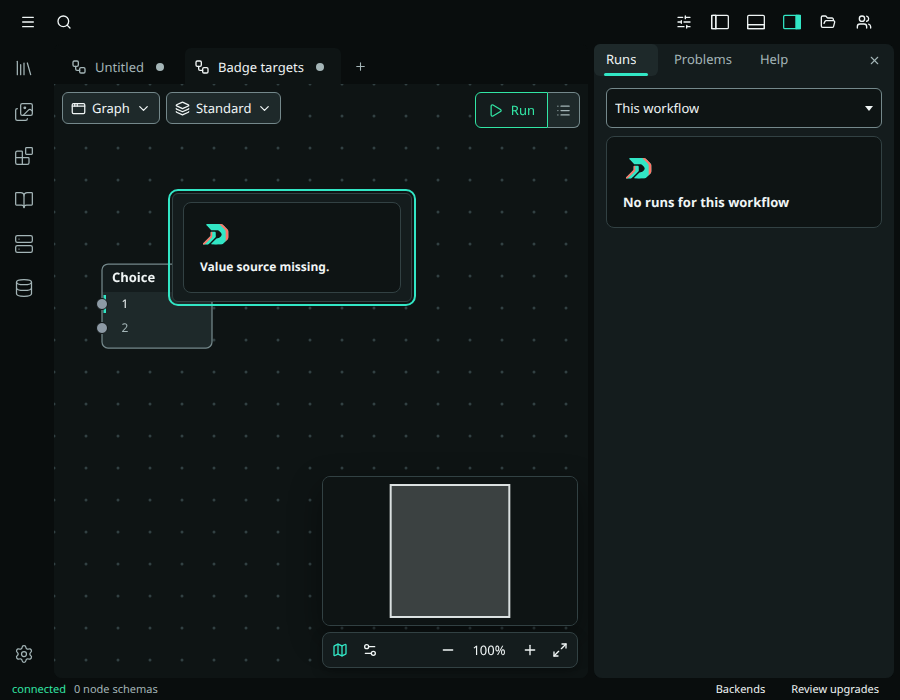 Untitled
Badge targets
Runs
Problems
Help
Graph
Standard
Run
This workflow
No runs for this workflow
Value source missing.
Choice
1
2
100%
connected
0 node schemas
Backends
Review upgrades